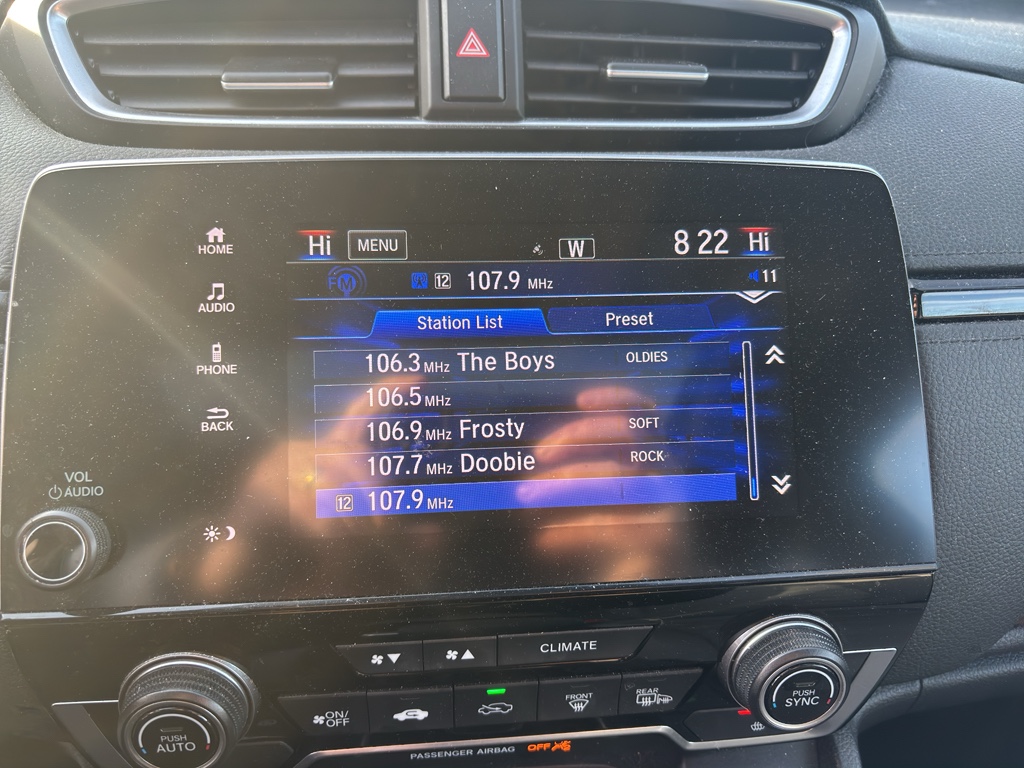 HOME
AUDIO
PHONE
BACK
VOL
AUDIO
Hi MENU W 8 22 Hi
FM 12 107.9 MHz 11
Station List Preset
106.3 MHz The Boys OLDIES
106.5 MHz
106.9 MHz Frosty SOFT
107.7 MHz Doobie ROCK
12 107.9 MHz
CLIMATE
ON/OFF
FRONT
REAR
PUSH
AUTO
PUSH
SYNC
PASSENGER AIRBAG OFF